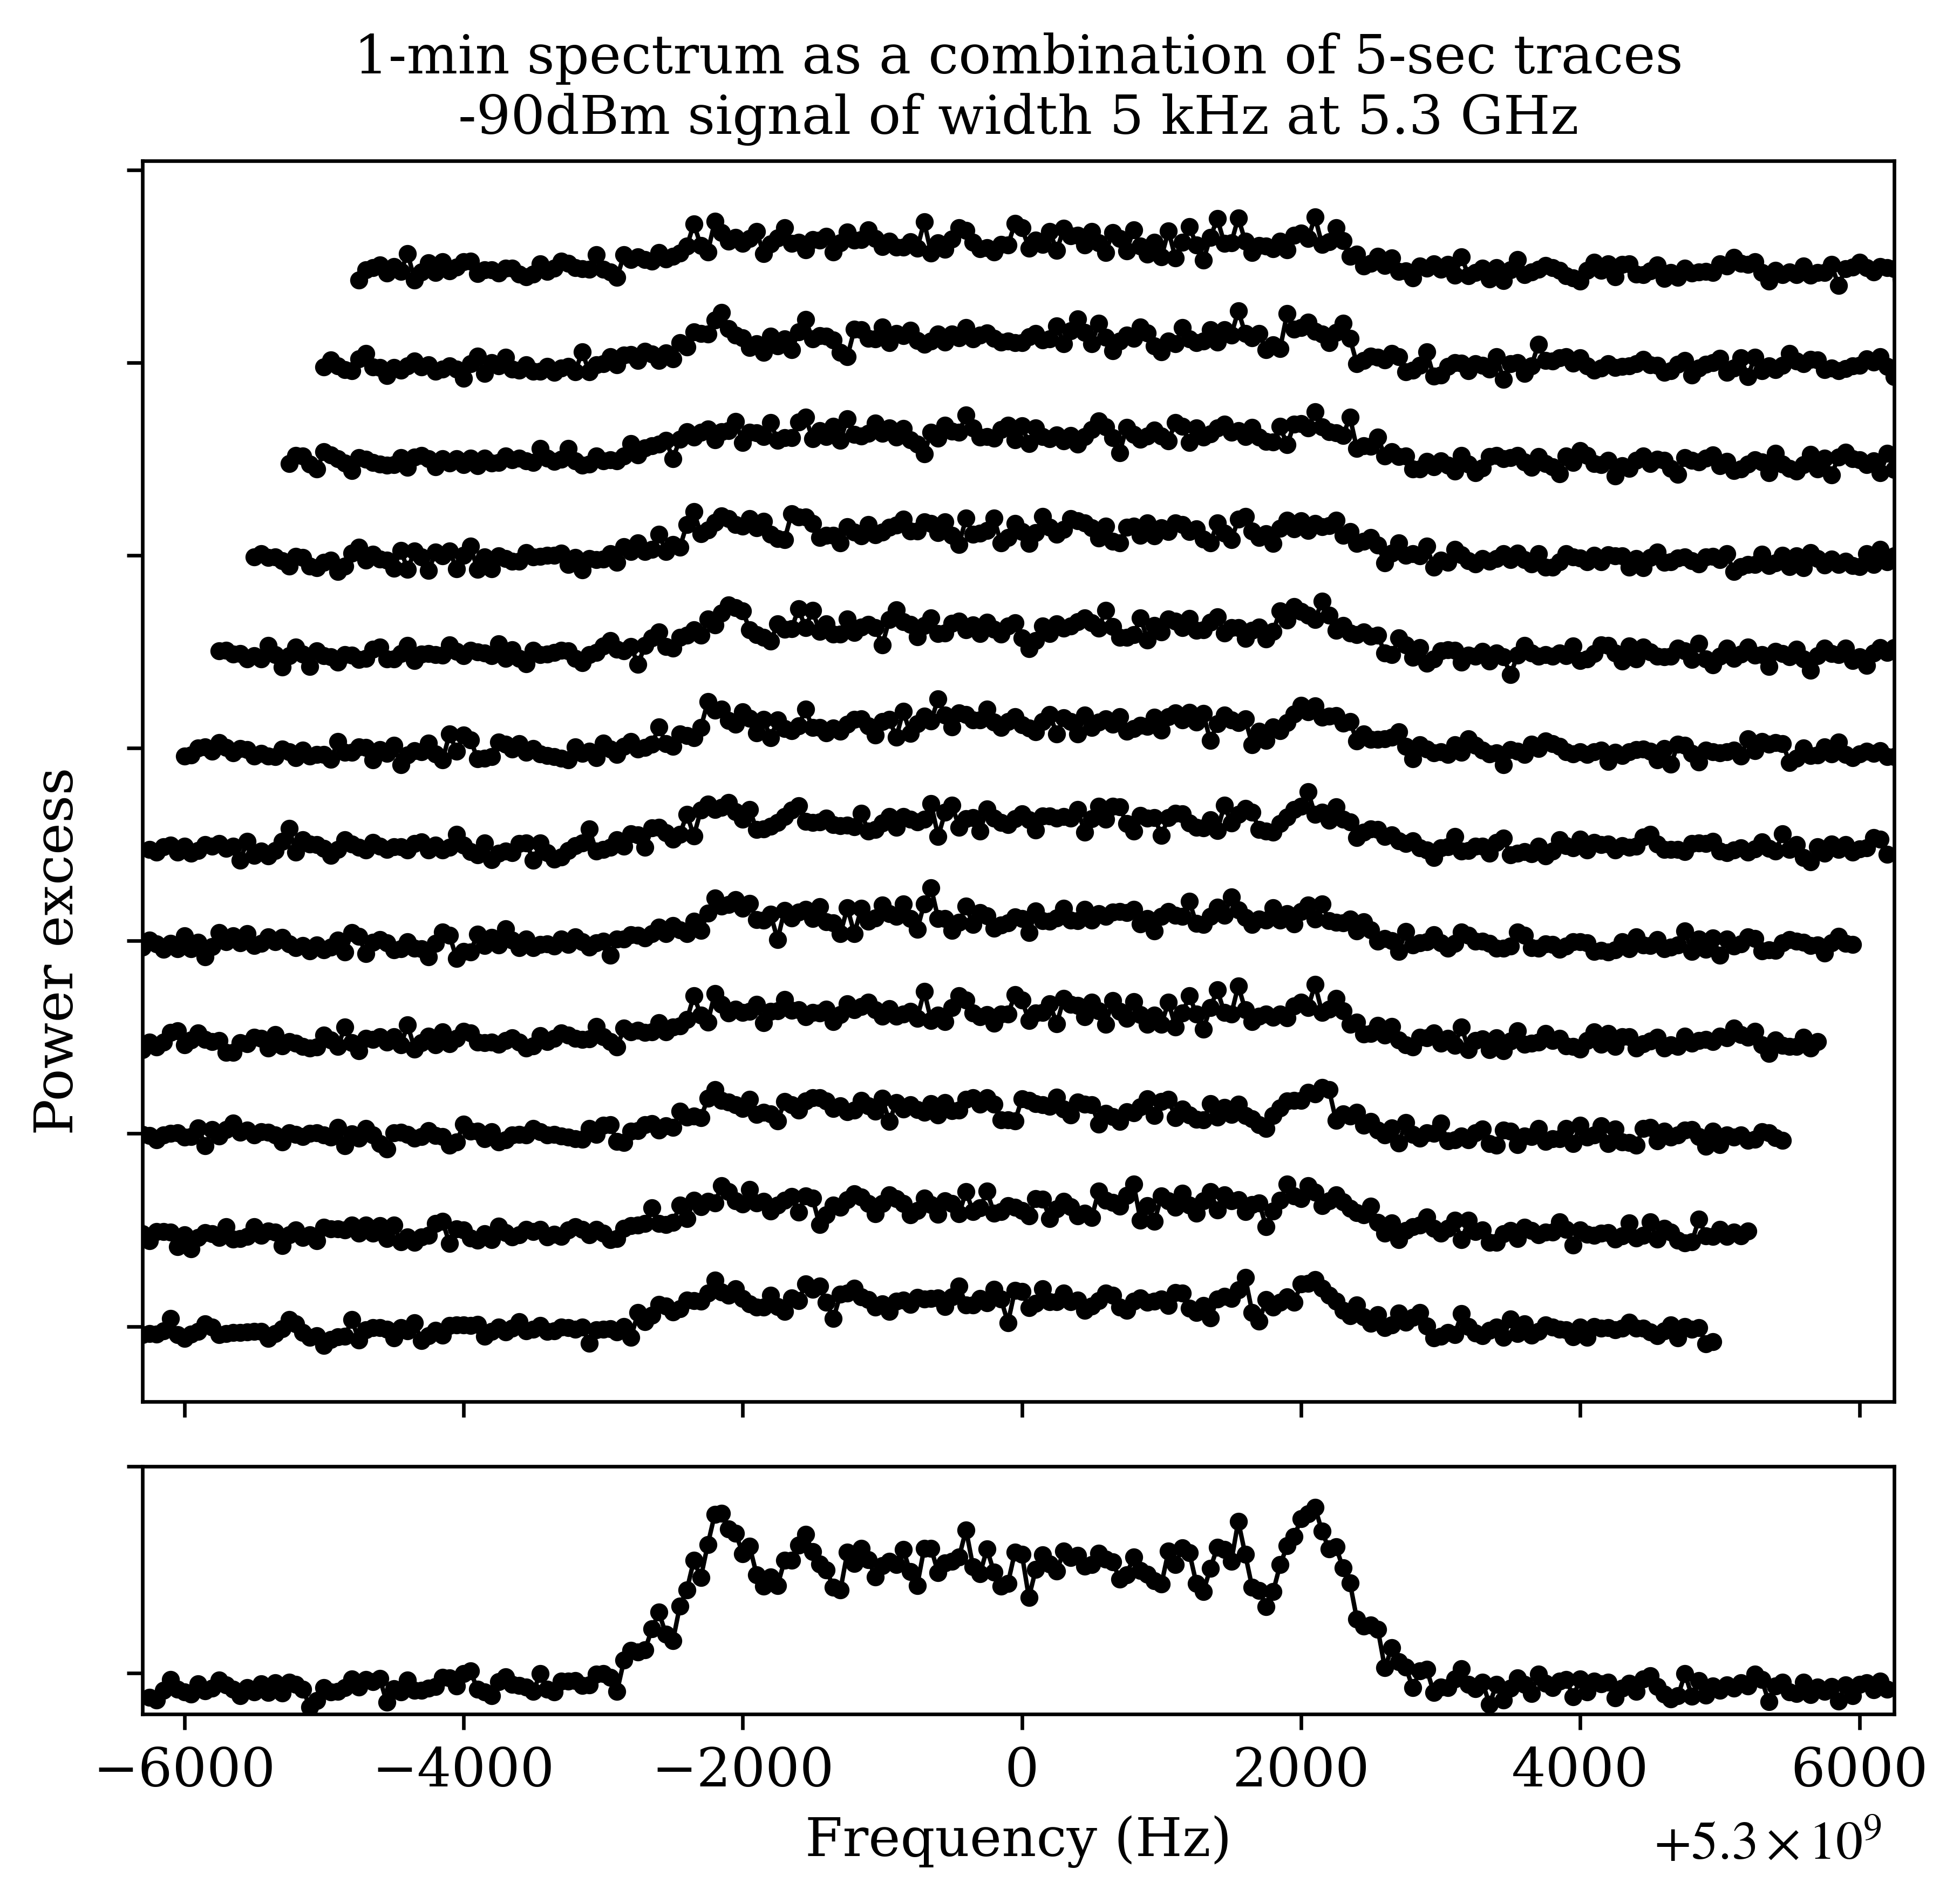 1-min spectrum as a combination of 5-sec traces
-90dBm signal of width 5 kHz at 5.3 GHz
Power excess
−6000 −4000 −2000 0 2000 4000 6000
Frequency (Hz)
+5.3×10⁹